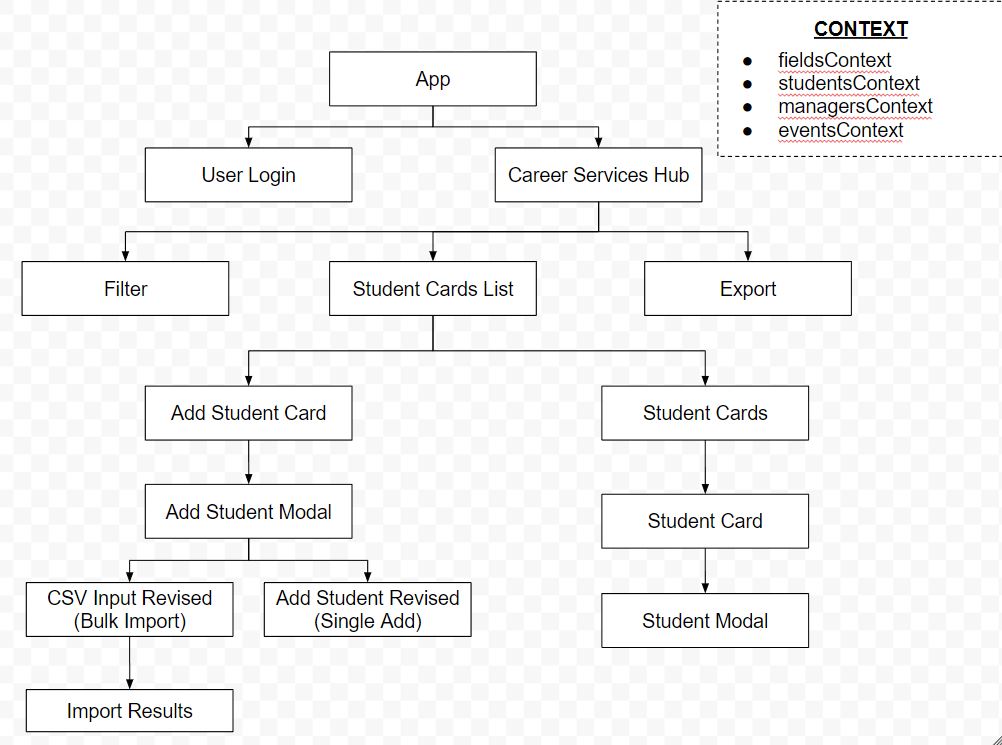 CONTEXT
● fieldsContext
● studentsContext
● managersContext
● eventsContext
App
User Login
Career Services Hub
Filter
Student Cards List
Export
Add Student Card
Student Cards
Add Student Modal
Student Card
CSV Input Revised
(Bulk Import)
Add Student Revised
(Single Add)
Student Modal
Import Results